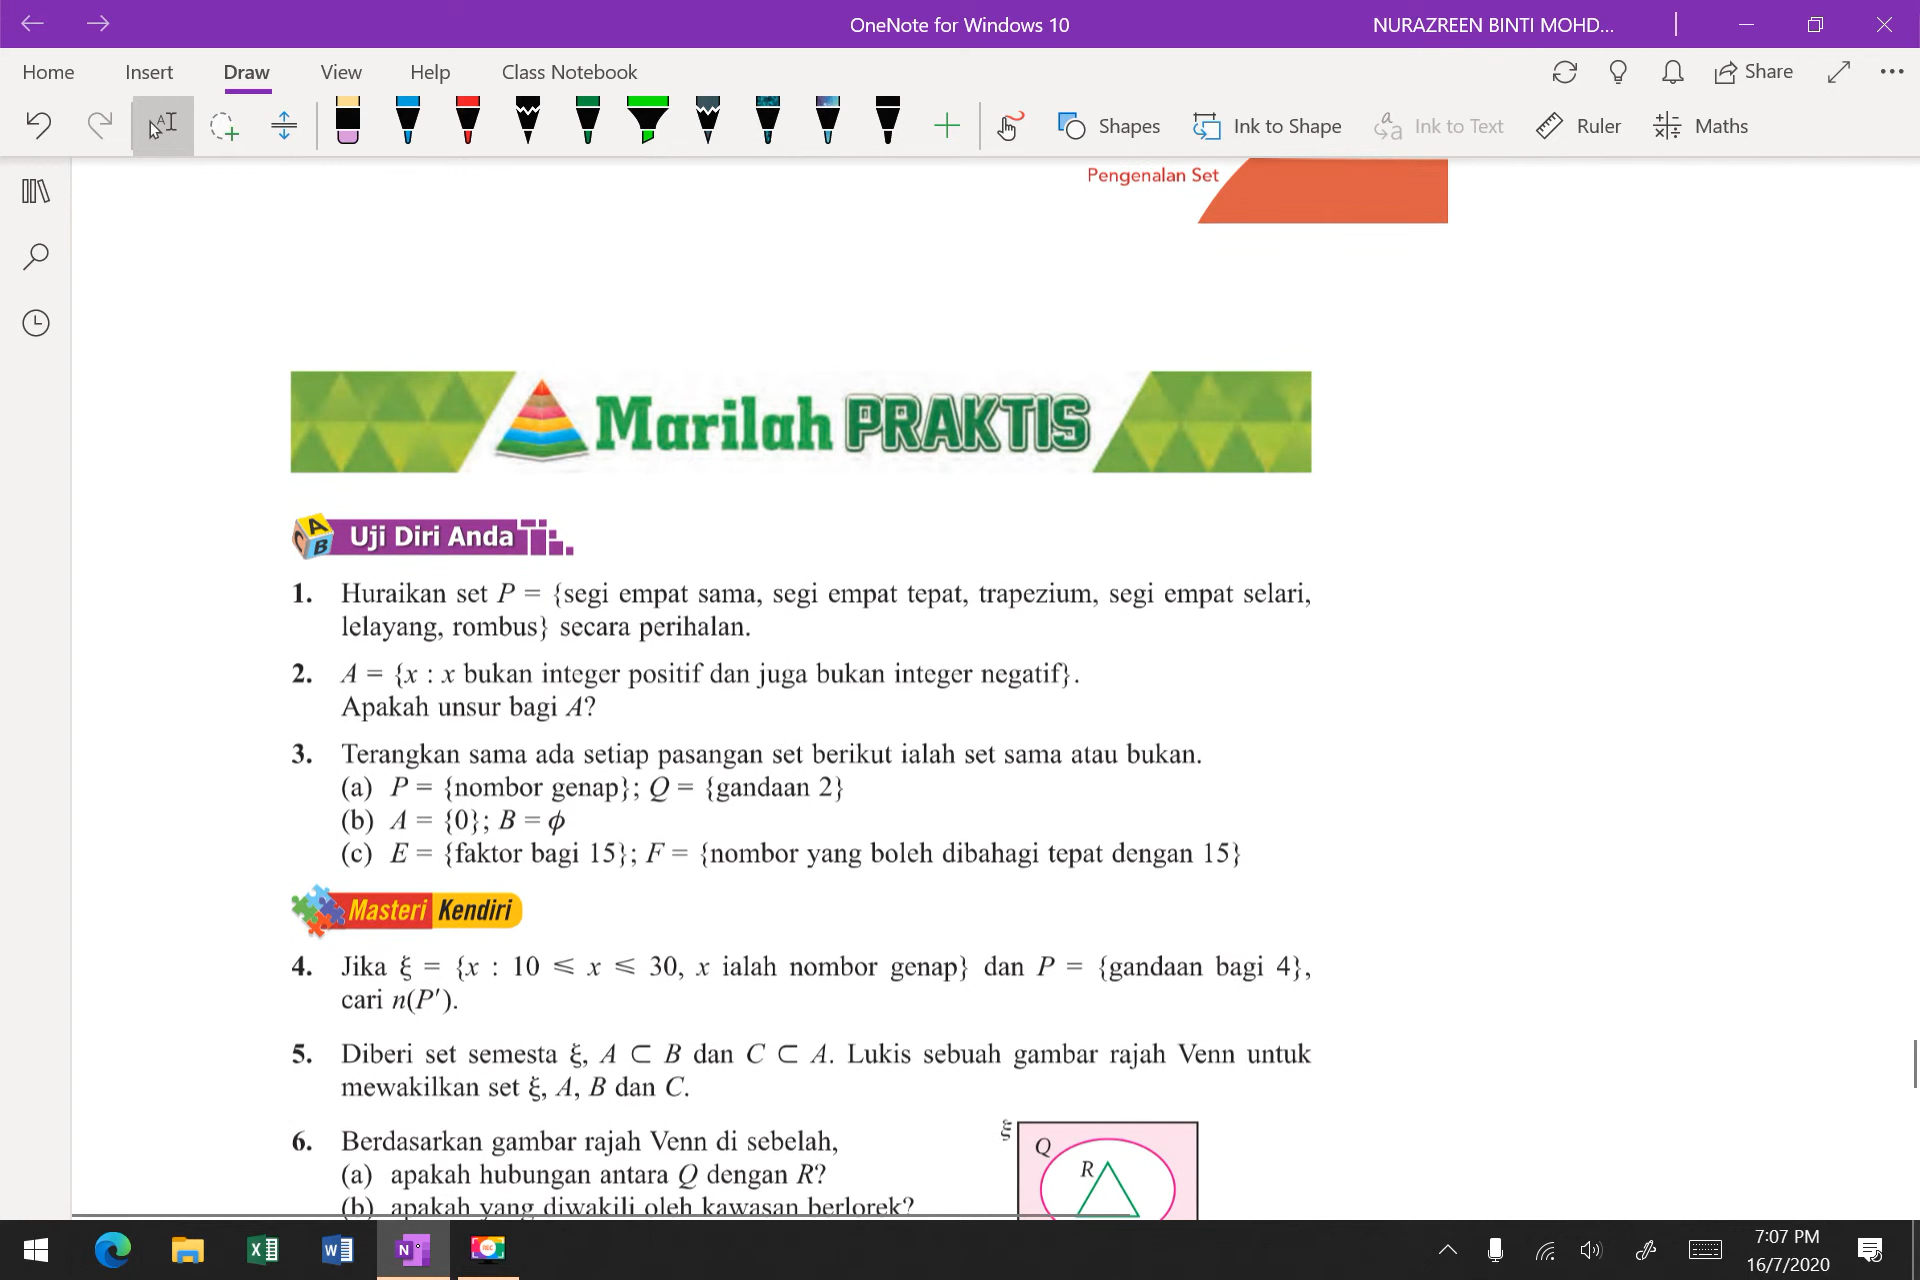 OneNote for Windows 10
NURAZREEN BINTI MOHD...
Home Insert Draw View Help Class Notebook
Share
Shapes Ink to Shape Ink to Text Ruler Maths
Pengenalan Set
Marilah PRAKTIS
Uji Diri Anda
1. Huraikan set P = {segi empat sama, segi empat tepat, trapezium, segi empat selari,
lelayang, rombus} secara perihalan.
2. A = {x : x bukan integer positif dan juga bukan integer negatif}.
Apakah unsur bagi A?
3. Terangkan sama ada setiap pasangan set berikut ialah set sama atau bukan.
(a) P = {nombor genap}; Q = {gandaan 2}
(b) A = {0}; B = ϕ
(c) E = {faktor bagi 15}; F = {nombor yang boleh dibahagi tepat dengan 15}
Masteri Kendiri
4. Jika ξ = {x : 10 ⩽ x ⩽ 30, x ialah nombor genap} dan P = {gandaan bagi 4},
cari n(P′).
5. Diberi set semesta ξ, A ⊂ B dan C ⊂ A. Lukis sebuah gambar rajah Venn untuk
mewakilkan set ξ, A, B dan C.
6. Berdasarkan gambar rajah Venn di sebelah,
(a) apakah hubungan antara Q dengan R?
(b) apakah yang diwakili oleh kawasan berlorek?
ξ
Q
R
7:07 PM
16/7/2020